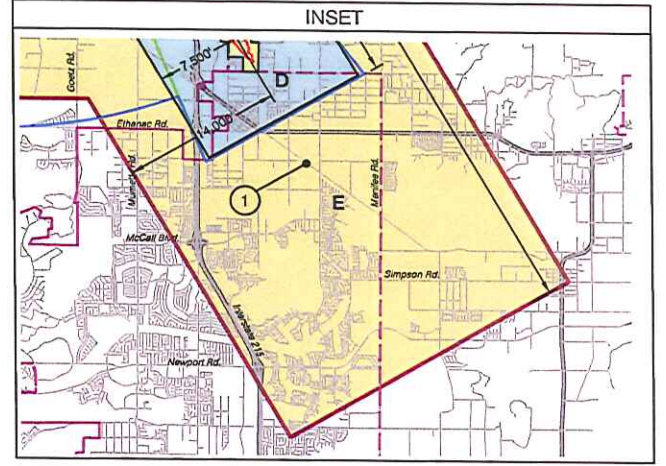 INSET
Goetz Rd.
7,500'
D
14,000'
Ethanac Rd.
Murrieta Rd.
1
Menifee Rd.
E
McCall Blvd.
Simpson Rd.
Interstate 215
Newport Rd.